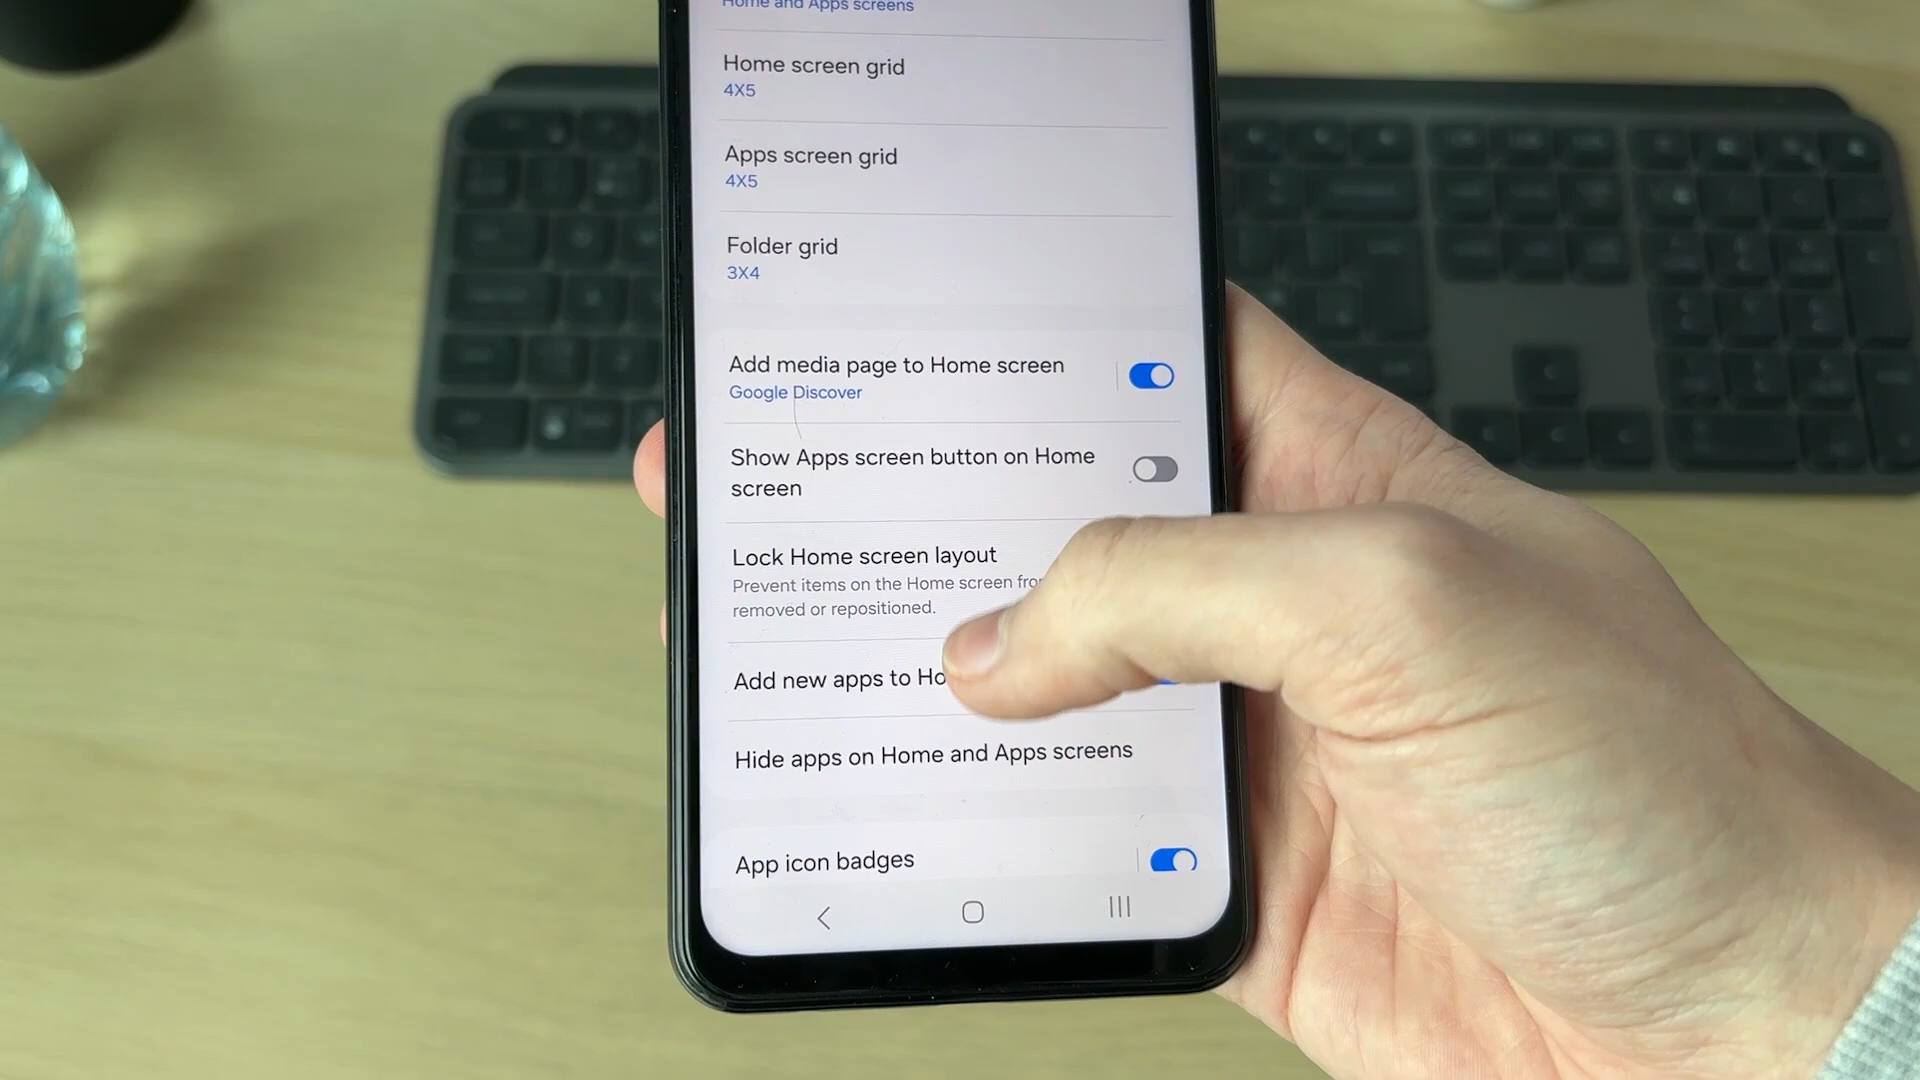 Home and Apps screens
Home screen grid
4X5
Apps screen grid
4X5
Folder grid
3X4
Add media page to Home screen
Google Discover
Show Apps screen button on Home
screen
Lock Home screen layout
Prevent items on the Home screen
removed or repositioned.
Add new apps to
Hide apps on Home and Apps screens
App icon badges